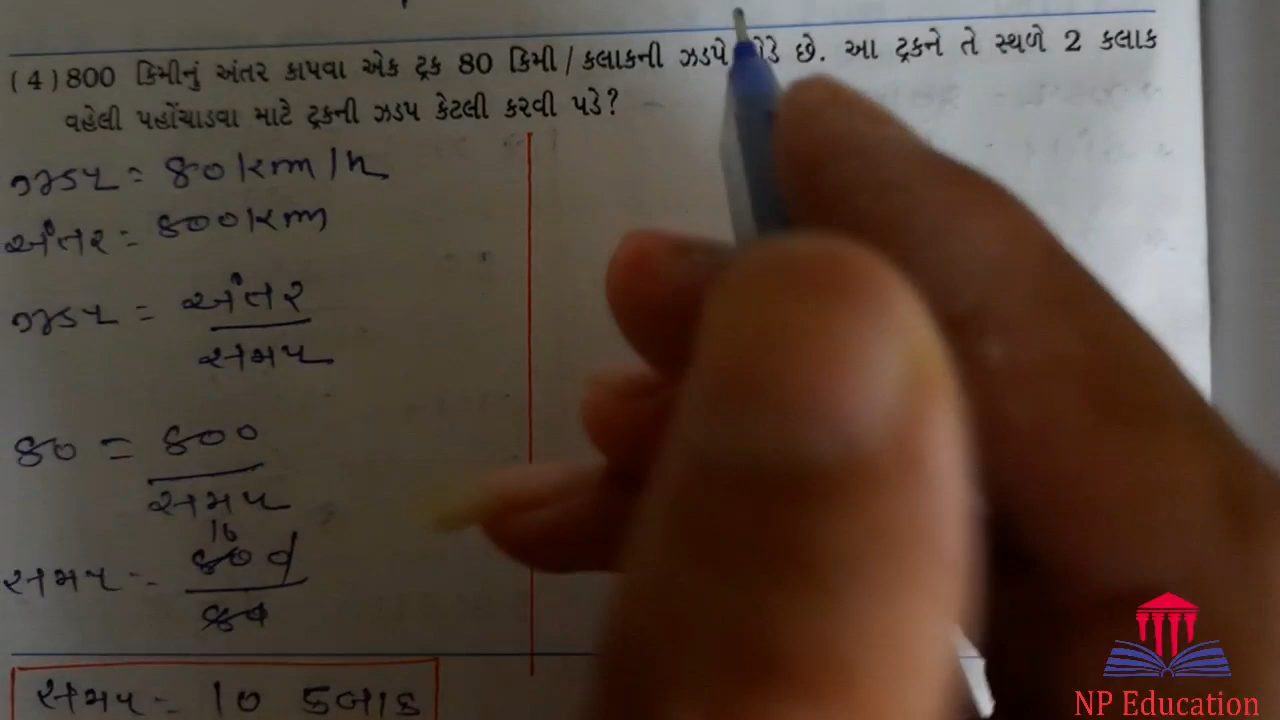 (4) 800 કિમીનું અંતર કાપવા એક ટ્રક 80 કિમી / કલાકની ઝડપે છે. આ ટ્રકને તે સ્થળે 2 કલાક
વહેલી પહોંચાડવા માટે ટ્રકની ઝડપ કેટલી કરવી પડે?
ઝડપ = 80 km/h
અંતર = 800 km
ઝડપ = અંતર
સમય
80 = 800
સમય
10
સમય = 800
80
સમય = 10 કલાક
NP Education